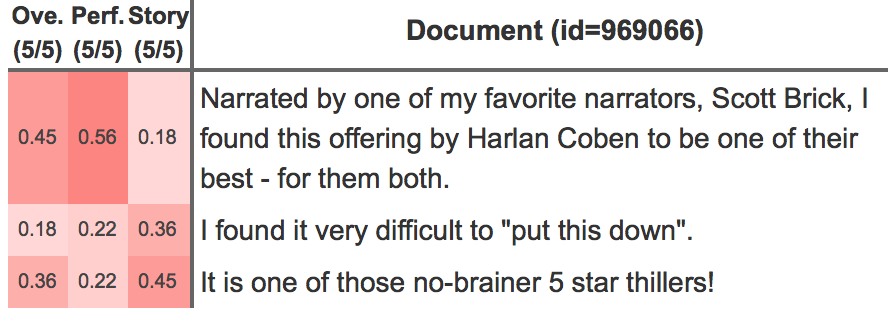 Ove. Perf. Story
(5/5) (5/5) (5/5)
Document (id=969066)
0.45 0.56 0.18
Narrated by one of my favorite narrators, Scott Brick, I
found this offering by Harlan Coben to be one of their
best - for them both.
0.18 0.22 0.36 I found it very difficult to "put this down".
0.36 0.22 0.45 It is one of those no-brainer 5 star thillers!